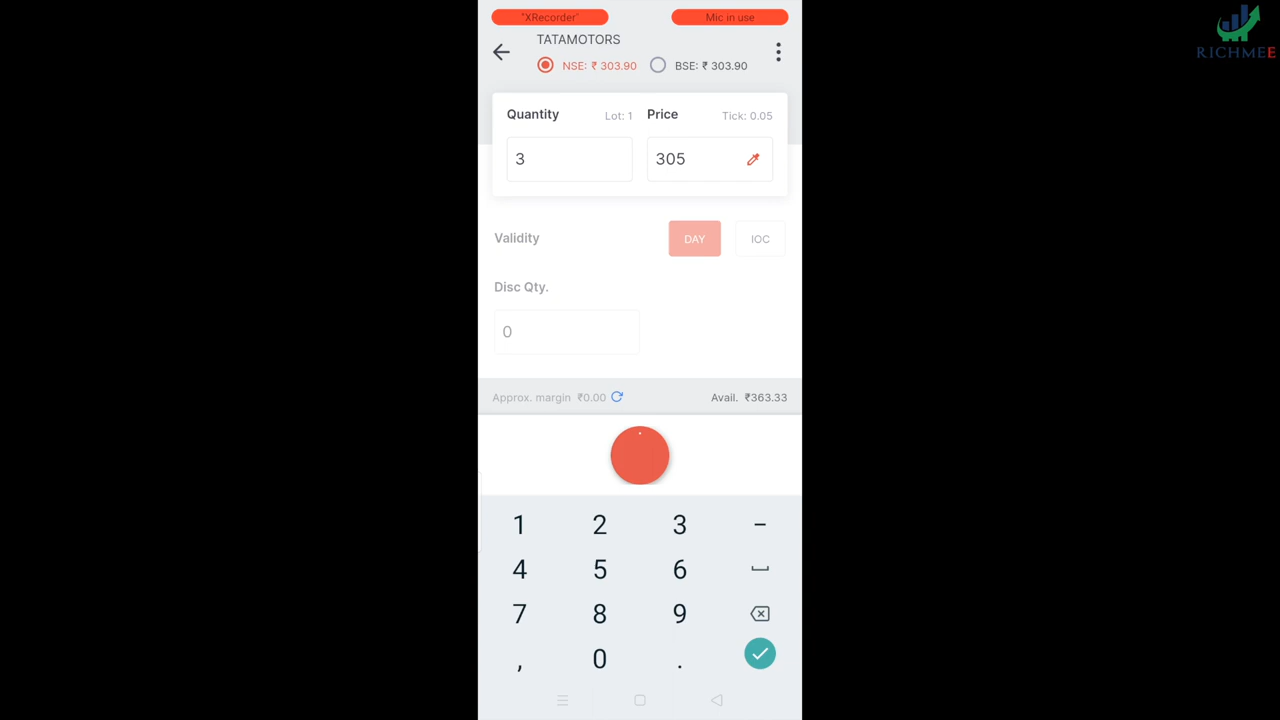 "XRecorder"
Mic in use
RICHMEE
TATAMOTORS
NSE: ₹ 303.90
BSE: ₹ 303.90
Quantity
Lot: 1
Price
Tick: 0.05
3
305
Validity
DAY
IOC
Disc Qty.
0
Approx. margin ₹0.00
Avail. ₹363.33
1 2 3 –
4 5 6
7 8 9
, 0 .